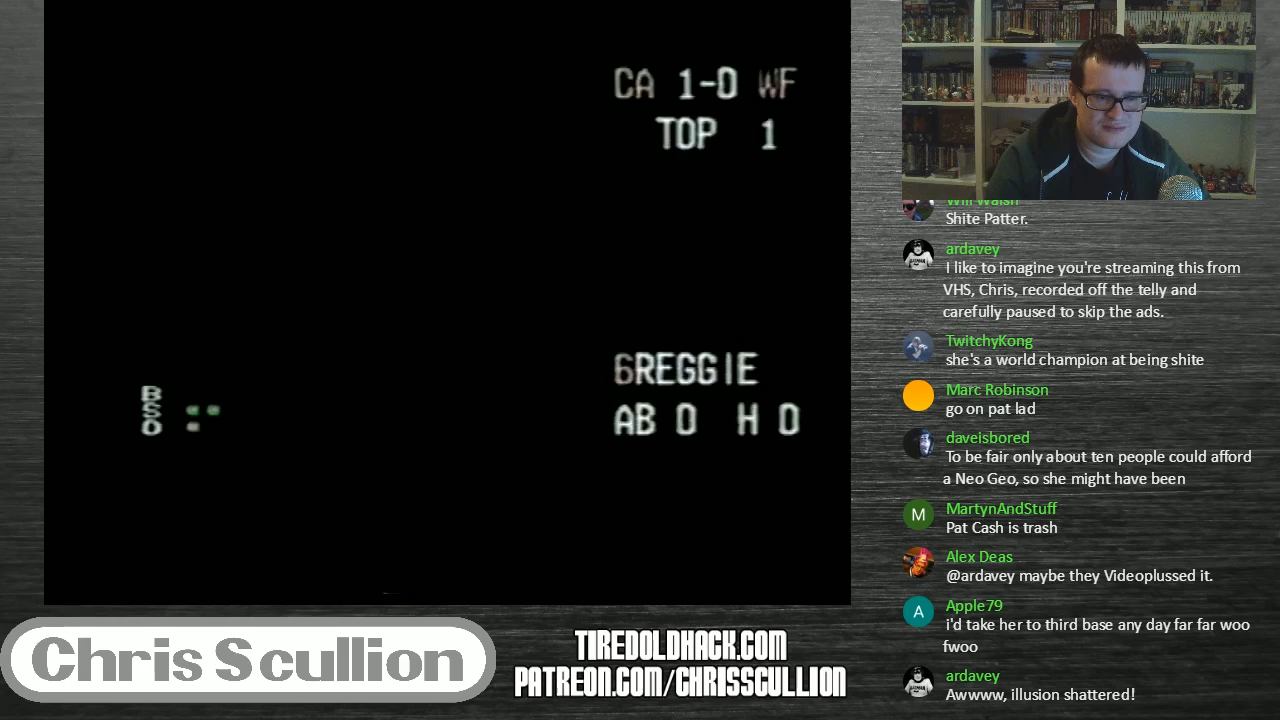 CA 1-0 WF
TOP 1
GREGGIE
AB 0 H 0
B
S
O
Will Walsh
Shite Patter.
ardavey
I like to imagine you're streaming this from
VHS, Chris, recorded off the telly and
carefully paused to skip the ads.
TwitchyKong
she's a world champion at being shite
Marc Robinson
go on pat lad
daveisbored
To be fair only about ten people could afford
a Neo Geo, so she might have been
M
MartynAndStuff
Pat Cash is trash
Alex Deas
@ardavey maybe they Videoplussed it.
A
Apple79
i'd take her to third base any day far far woo
fwoo
ardavey
Awwww, illusion shattered!
Chris Scullion
TIREDOLDHACK.COM
PATREON.COM/CHRISSCULLION